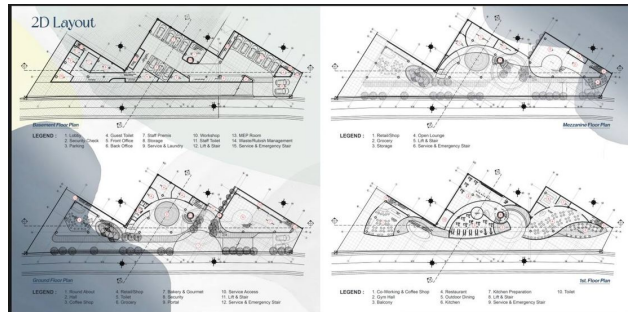 2D Layout
Basement Floor Plan
LEGEND :
1. Lobby
2. Security Check
3. Parking
4. Guest Toilet
5. Front Office
6. Back Office
7. Staff Premis
8. Storage
9. Service & Laundry
10. Workshop
11. Staff Toilet
12. Lift & Stair
13. MEP Room
14. Waste/Rubish Management
15. Service & Emergency Stair
Mezzanine Floor Plan
LEGEND :
1. Retail/Shop
2. Grocery
3. Storage
4. Open Lounge
5. Lift & Stair
6. Service & Emergency Stair
Ground Floor Plan
LEGEND :
2. Hall
3. Coffee Shop
4. Retail/Shop
5. Toilet
6. Grocery
7. Bakery & Gourmet
8. Security
9. Portal
10. Service Access
11. Lift & Stair
12. Service & Emergency Stair
1st. Floor Plan
LEGEND :
1. Co-Working & Coffee Shop
2. Gym Hall
3. Balcony
4. Restaurant
5. Outdoor Dining
6. Kitchen
7. Kitchen Preparation
8. Lift & Stair
9. Service & Emergency Stair
10. Toilet